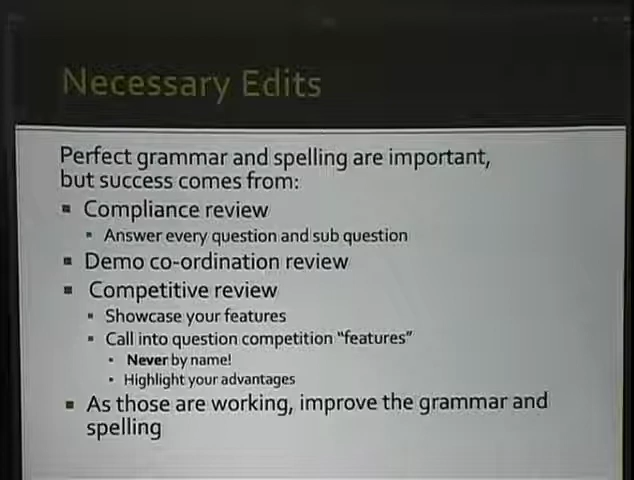 Necessary Edits
Perfect grammar and spelling are important,
but success comes from:
Compliance review
Answer every question and sub question
Demo co-ordination review
Competitive review
Showcase your features
Call into question competition “features”
Never by name!
Highlight your advantages
As those are working, improve the grammar and
spelling